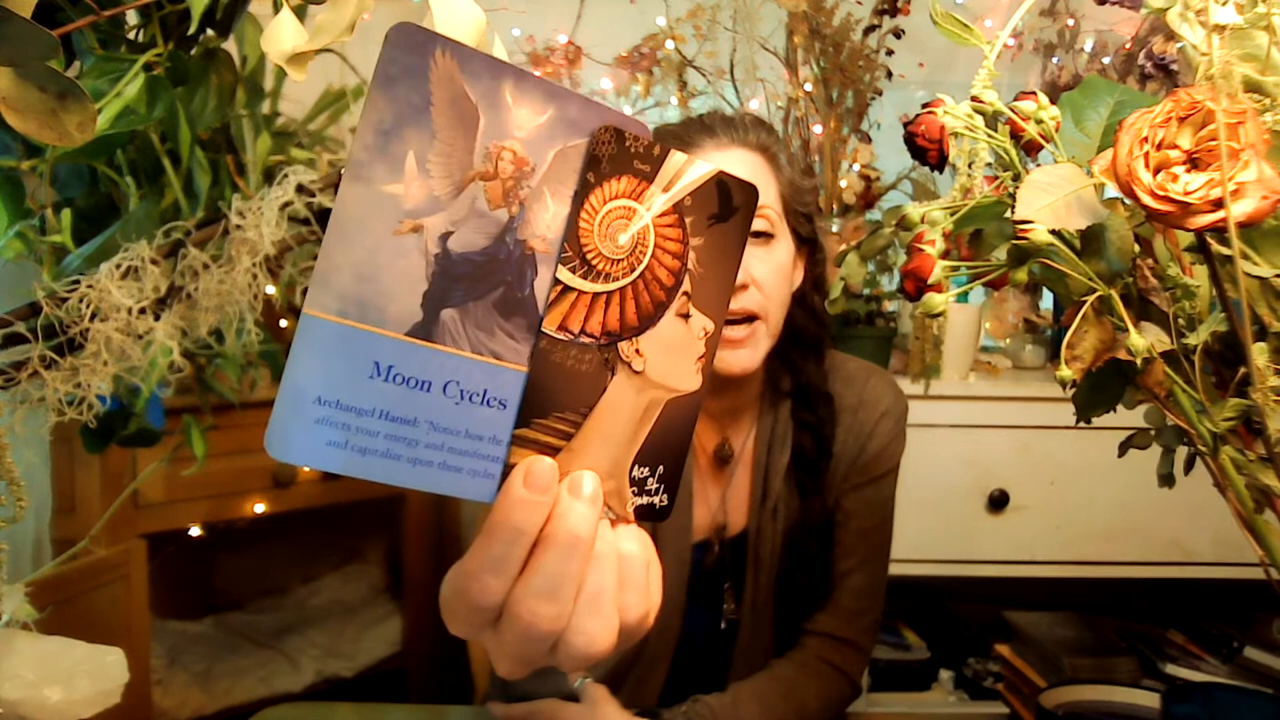 Moon Cycles
Archangel Haniel: "Notice how the
affects your energy and
and capitalize upon these cycles
Ace
of
Swords